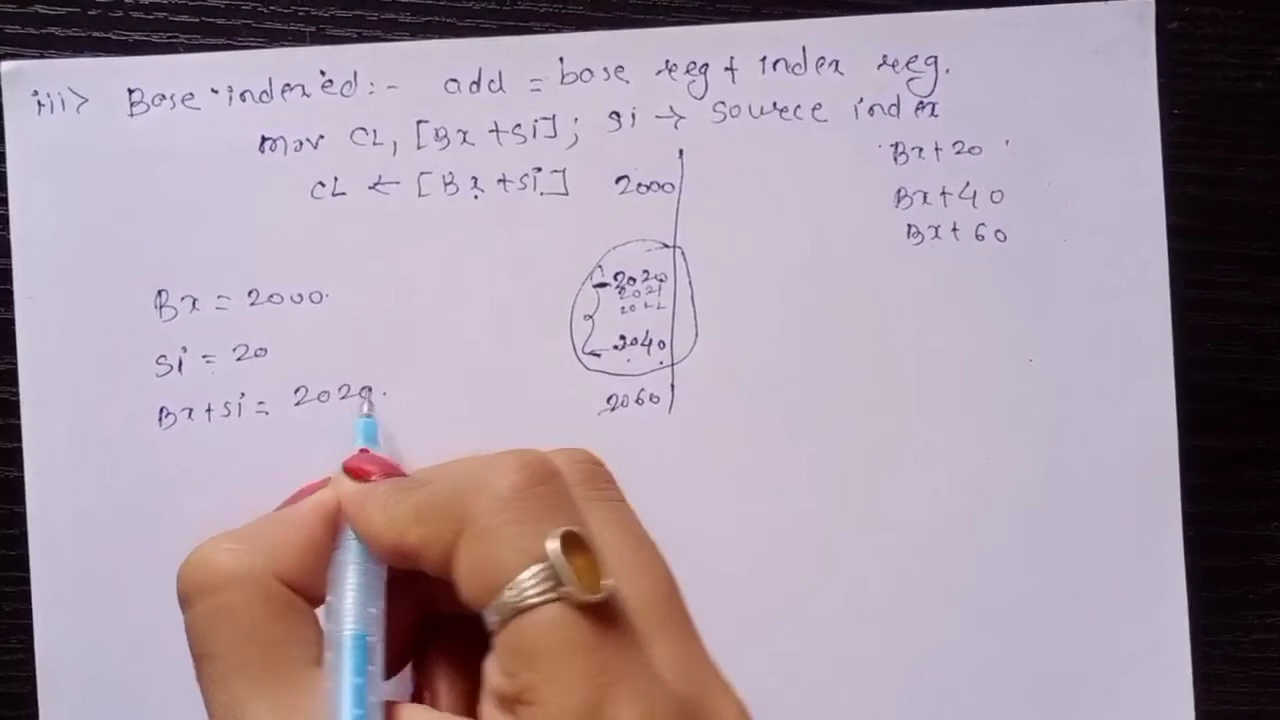 iii> Base-indexed:- add = base reg + index reg.
mov CL, [Bx + Si]; Si → source index
CL ← [Bx + Si]
Bx + 20
Bx + 40
Bx + 60
2000
2020
2021
2022
2040
2060
Bx = 2000.
Si = 20
Bx + Si = 2020.